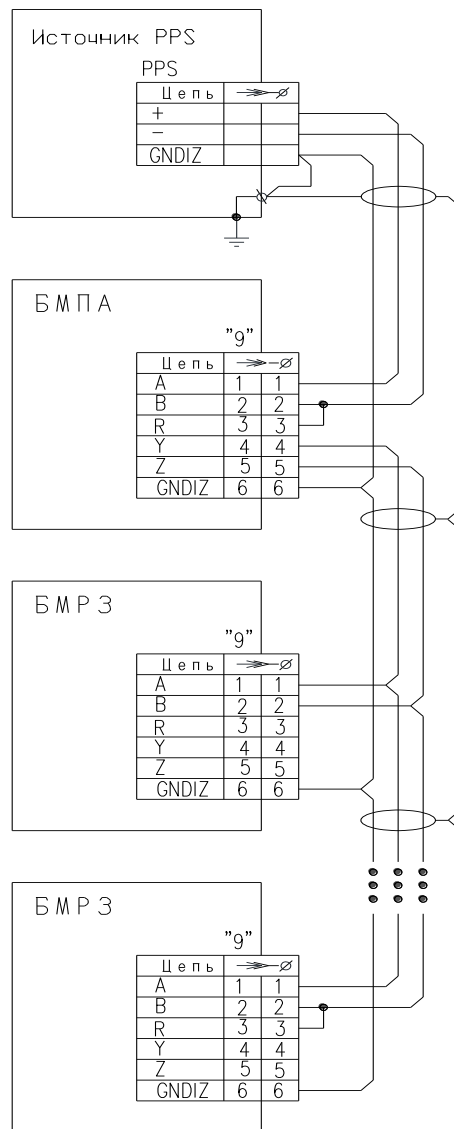 Источник PPS
PPS
Цепь
+
−
GNDIZ
БМПА
"9"
Цепь
A 1 1
B 2 2
R 3 3
Y 4 4
Z 5 5
GNDIZ 6 6
БМРЗ
"9"
Цепь
A 1 1
B 2 2
R 3 3
Y 4 4
Z 5 5
GNDIZ 6 6
БМРЗ
"9"
Цепь
A 1 1
B 2 2
R 3 3
Y 4 4
Z 5 5
GNDIZ 6 6